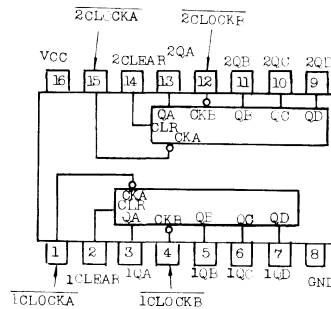 2CLOCKA 2CLOCKB
2QA
VCC 2CLEAR 2QB 2QC 2QD
16 15 14 13 12 11 10 9
QA CKB QB QC QD
CLR
CKA
CKA
CLR
QA CKB QB QC QD
1 2 3 4 5 6 7 8
1CLEAR 1QA 1QB 1QC 1QD GND
1CLOCKA 1CLOCKB